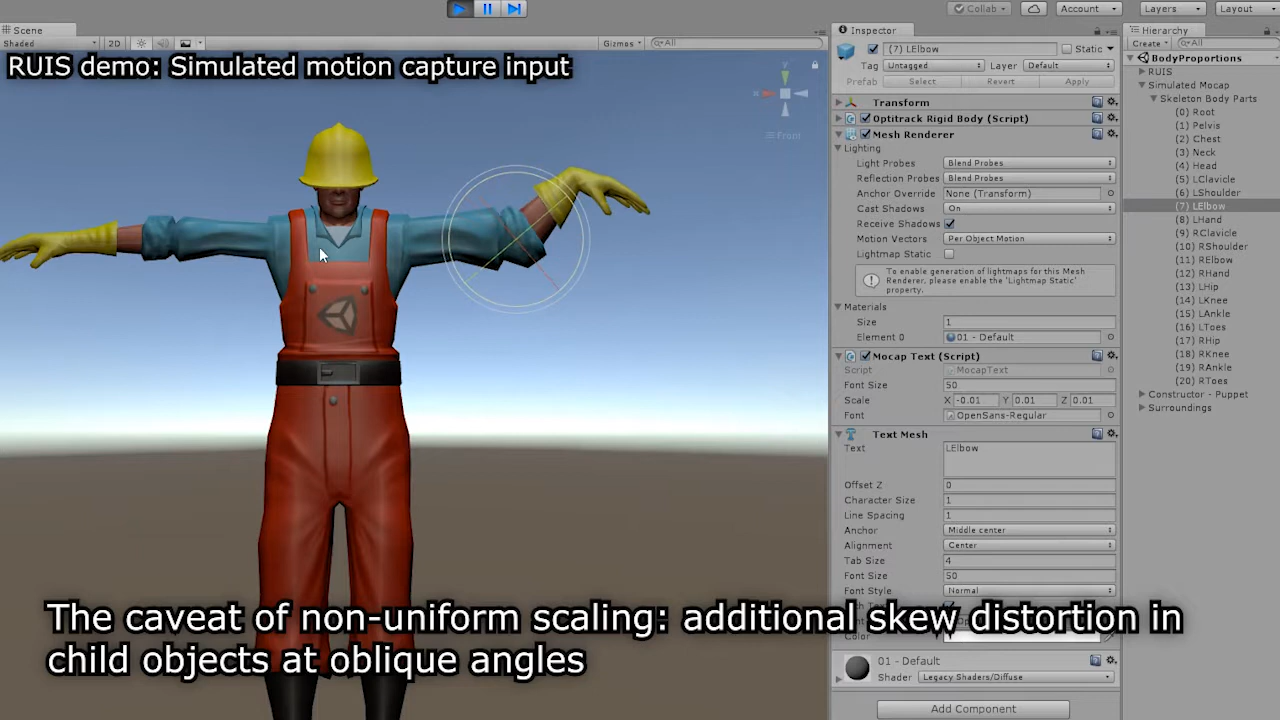 Collab
Account
Layers
Layout
Scene
Shaded
2D
Gizmos
All
RUIS demo: Simulated motion capture input
y
Front
The caveat of non-uniform scaling: additional skew distortion in
child objects at oblique angles
Inspector
(7) LElbow
Static
Tag Untagged Layer Default
Prefab Select Revert Apply
Transform
Optitrack Rigid Body (Script)
Mesh Renderer
Lighting
Light Probes Blend Probes
Reflection Probes Blend Probes
Anchor Override None (Transform)
Cast Shadows On
Receive Shadows
Motion Vectors Per Object Motion
Lightmap Static
To enable generation of lightmaps for this Mesh
Renderer, please enable the 'Lightmap Static'
property.
Materials
Size 1
Element 0 01 - Default
Mocap Text (Script)
Script MocapText
Font Size 50
Scale X -0.01 Y 0.01 Z 0.01
Font OpenSans-Regular
Text Mesh
Text LElbow
Offset Z 0
Character Size 1
Line Spacing 1
Anchor Middle center
Alignment Center
Tab Size 4
Font Size 50
Font Style Normal
01 - Default
Shader Legacy Shaders/Diffuse
Add Component
Hierarchy
Create All
BodyProportions
RUIS
Simulated Mocap
Skeleton Body Parts
(0) Root
(1) Pelvis
(2) Chest
(3) Neck
(4) Head
(5) LClavicle
(6) LShoulder
(7) LElbow
(8) LHand
(9) RClavicle
(10) RShoulder
(11) RElbow
(12) RHand
(13) LHip
(14) LKnee
(15) LAnkle
(16) LToes
(17) RHip
(18) RKnee
(19) RAnkle
(20) RToes
Constructor - Puppet
Surroundings